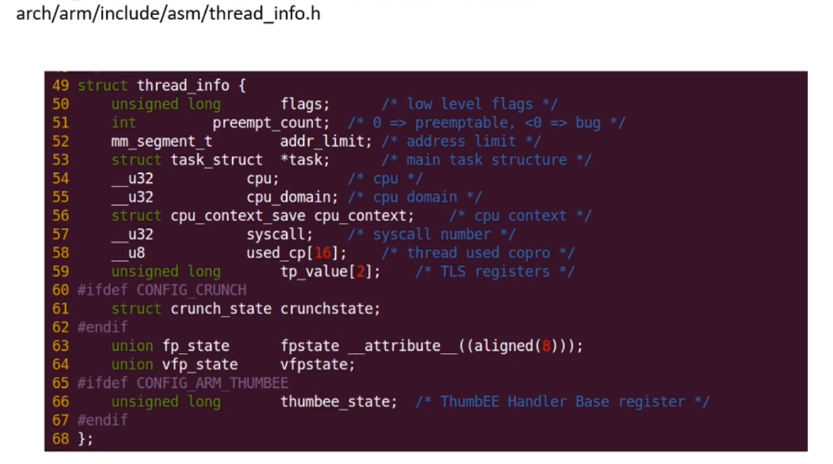 arch/arm/include/asm/thread_info.h
49 struct thread_info {
50 unsigned long flags; /* low level flags */
51 int preempt_count; /* 0 => preemptable, <0 => bug */
52 mm_segment_t addr_limit; /* address limit */
53 struct task_struct *task; /* main task structure */
54 __u32 cpu; /* cpu */
55 __u32 cpu_domain; /* cpu domain */
56 struct cpu_context_save cpu_context; /* cpu context */
57 __u32 syscall; /* syscall number */
58 __u8 used_cp[16]; /* thread used copro */
59 unsigned long tp_value[2]; /* TLS registers */
60 #ifdef CONFIG_CRUNCH
61 struct crunch_state crunchstate;
62 #endif
63 union fp_state fpstate __attribute__((aligned(8)));
64 union vfp_state vfpstate;
65 #ifdef CONFIG_ARM_THUMBEE
66 unsigned long thumbee_state; /* ThumbEE Handler Base register */
67 #endif
68 };